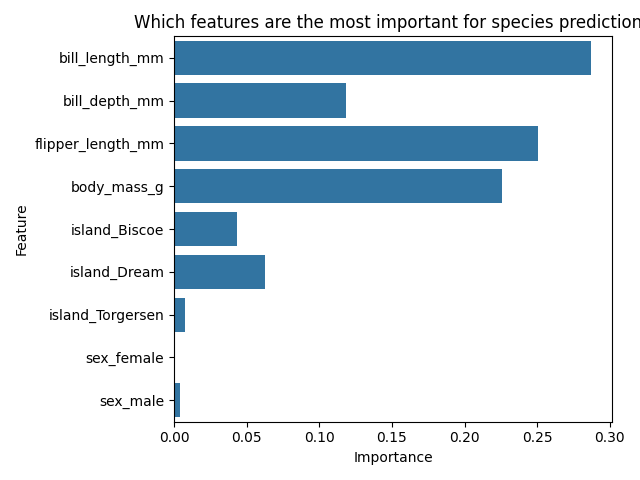 Which features are the most important for species prediction
bill_length_mm
bill_depth_mm
flipper_length_mm
body_mass_g
island_Biscoe
island_Dream
island_Torgersen
sex_female
sex_male
Feature
0.00 0.05 0.10 0.15 0.20 0.25 0.30
Importance